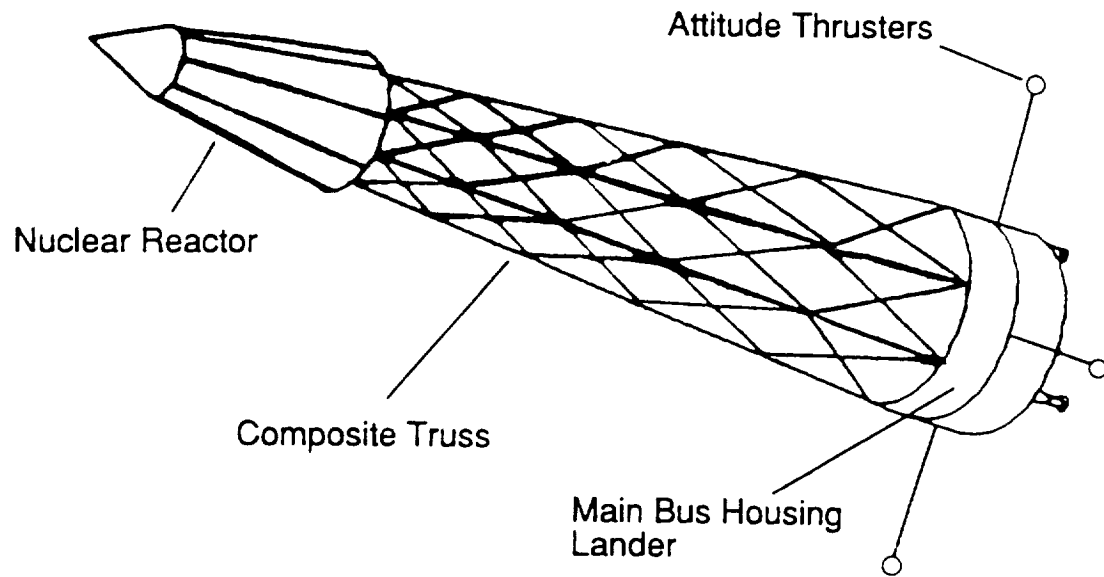 Attitude Thrusters
Nuclear Reactor
Composite Truss
Main Bus Housing
Lander